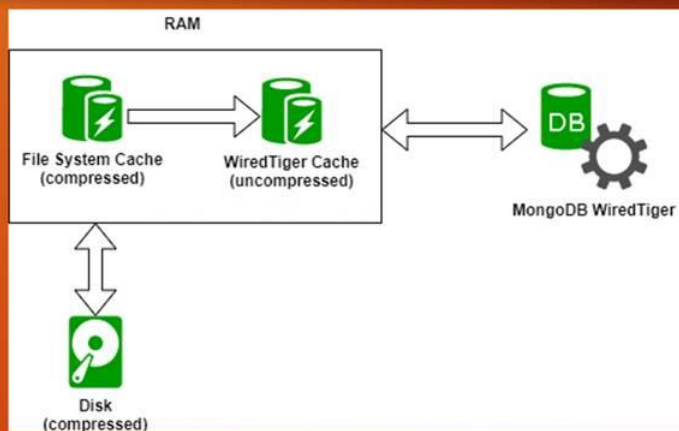 RAM
File System Cache
(compressed)
WiredTiger Cache
(uncompressed)
DB
MongoDB WiredTiger
Disk
(compressed)